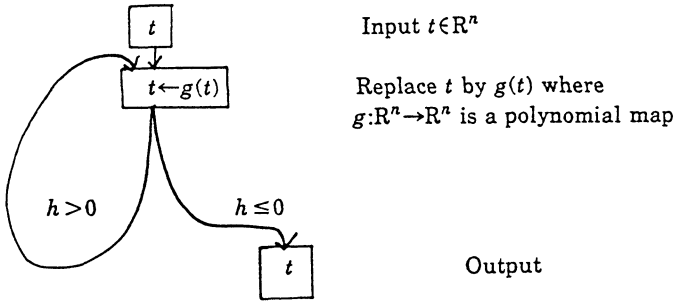 t
Input t∈Rⁿ
t←g(t)
Replace t by g(t) where
g:Rⁿ→Rⁿ is a polynomial map
h>0
h≤0
t
Output